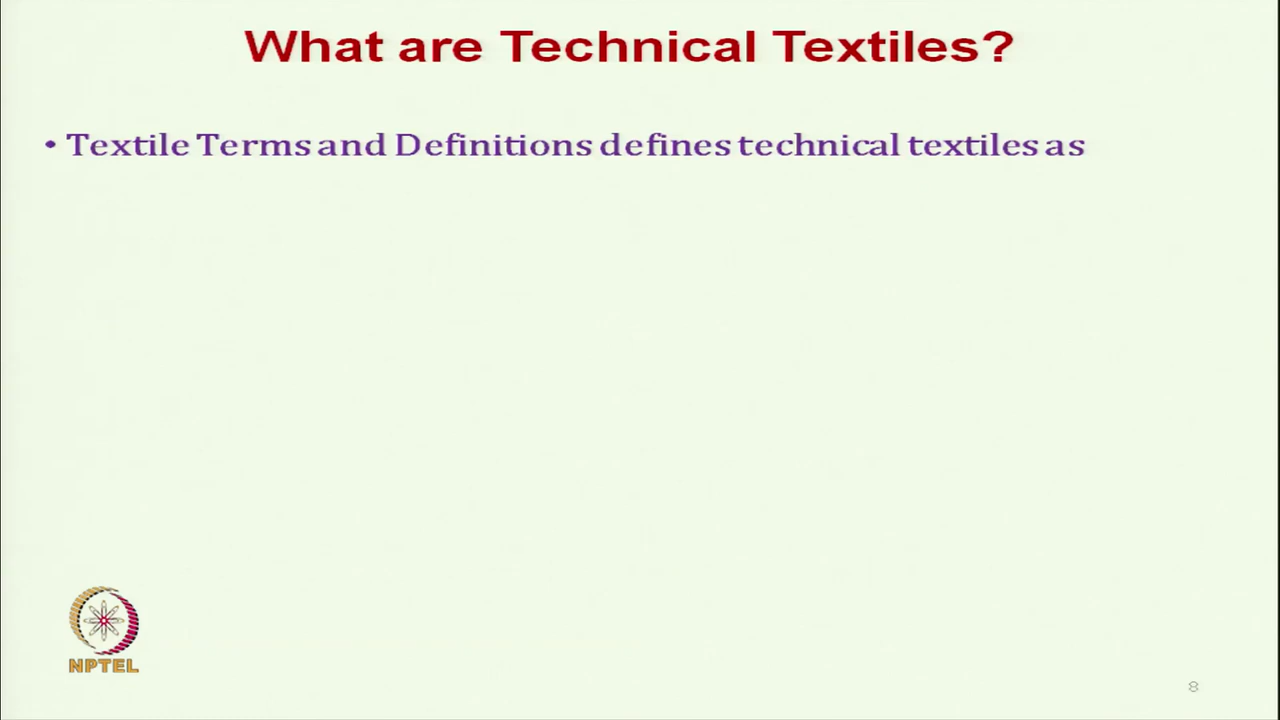 What are Technical Textiles?
• Textile Terms and Definitions defines technical textiles as
NPTEL
8